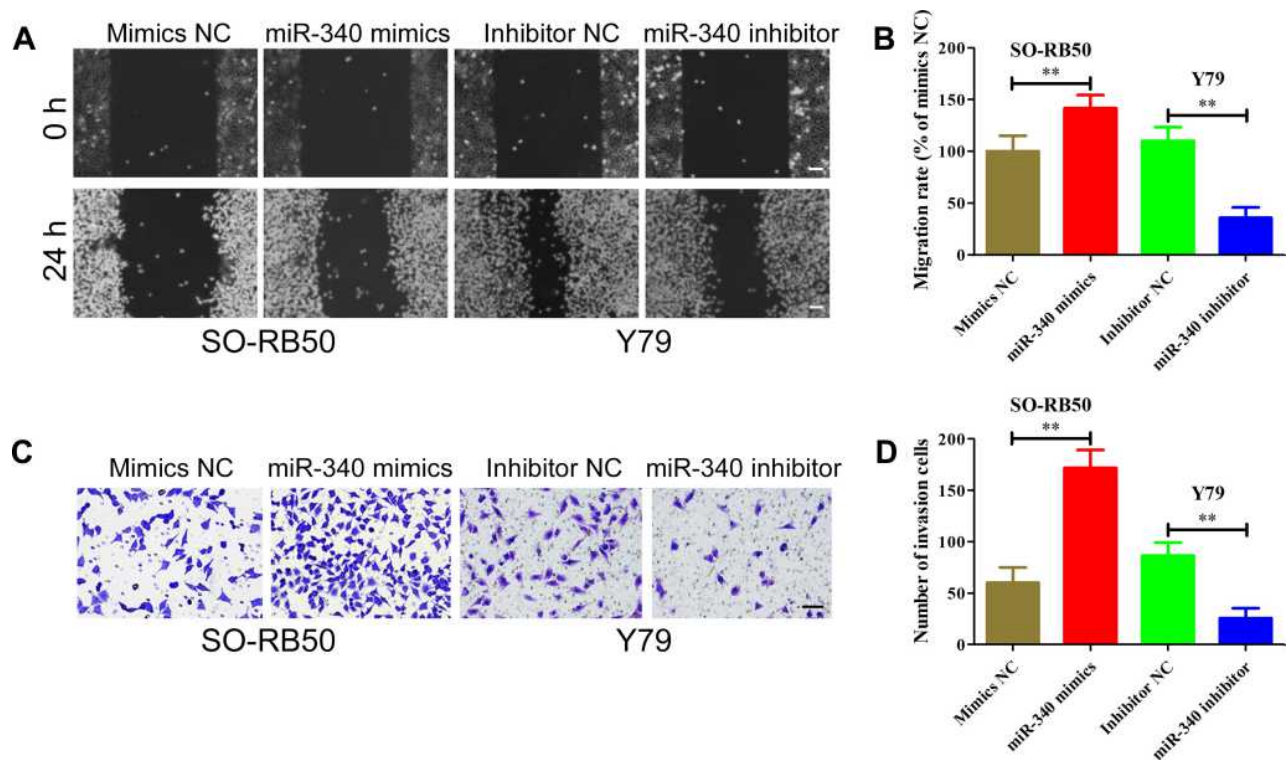 A
Mimics NC
miR-340 mimics
Inhibitor NC
miR-340 inhibitor
0 h
24 h
SO-RB50
Y79
B
Migration rate (% of mimics NC)
200
150
100
50
0
SO-RB50
**
Y79
**
Mimics NC
miR-340 mimics
Inhibitor NC
miR-340 inhibitor
C
Mimics NC
miR-340 mimics
Inhibitor NC
miR-340 inhibitor
SO-RB50
Y79
D
Number of invasion cells
200
150
100
50
0
SO-RB50
**
Y79
**
Mimics NC
miR-340 mimics
Inhibitor NC
miR-340 inhibitor